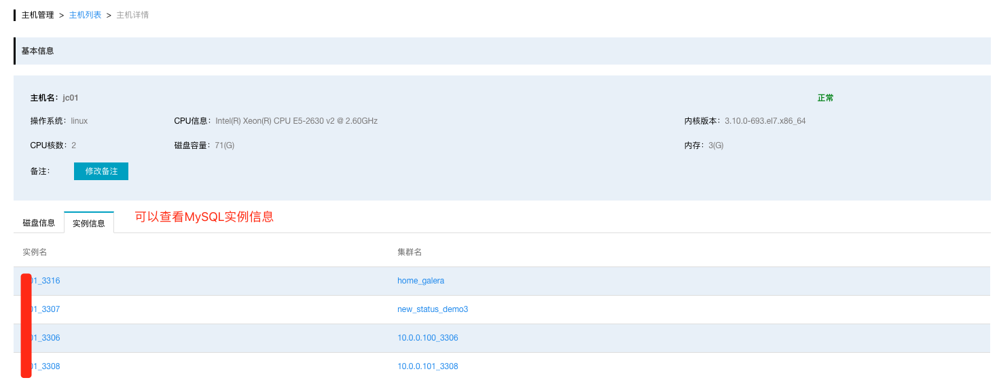 主机管理 > 主机列表 > 主机详情
基本信息
主机名：jc01 正常
操作系统：linux CPU信息：Intel(R) Xeon(R) CPU E5-2630 v2 @ 2.60GHz 内核版本：3.10.0-693.el7.x86_64
CPU核数：2 磁盘容量：71(G) 内存：3(G)
备注： 修改备注
磁盘信息 实例信息 可以查看MySQL实例信息
实例名 集群名
01_3316 home_galera
01_3307 new_status_demo3
01_3306 10.0.0.100_3306
01_3308 10.0.0.101_3308